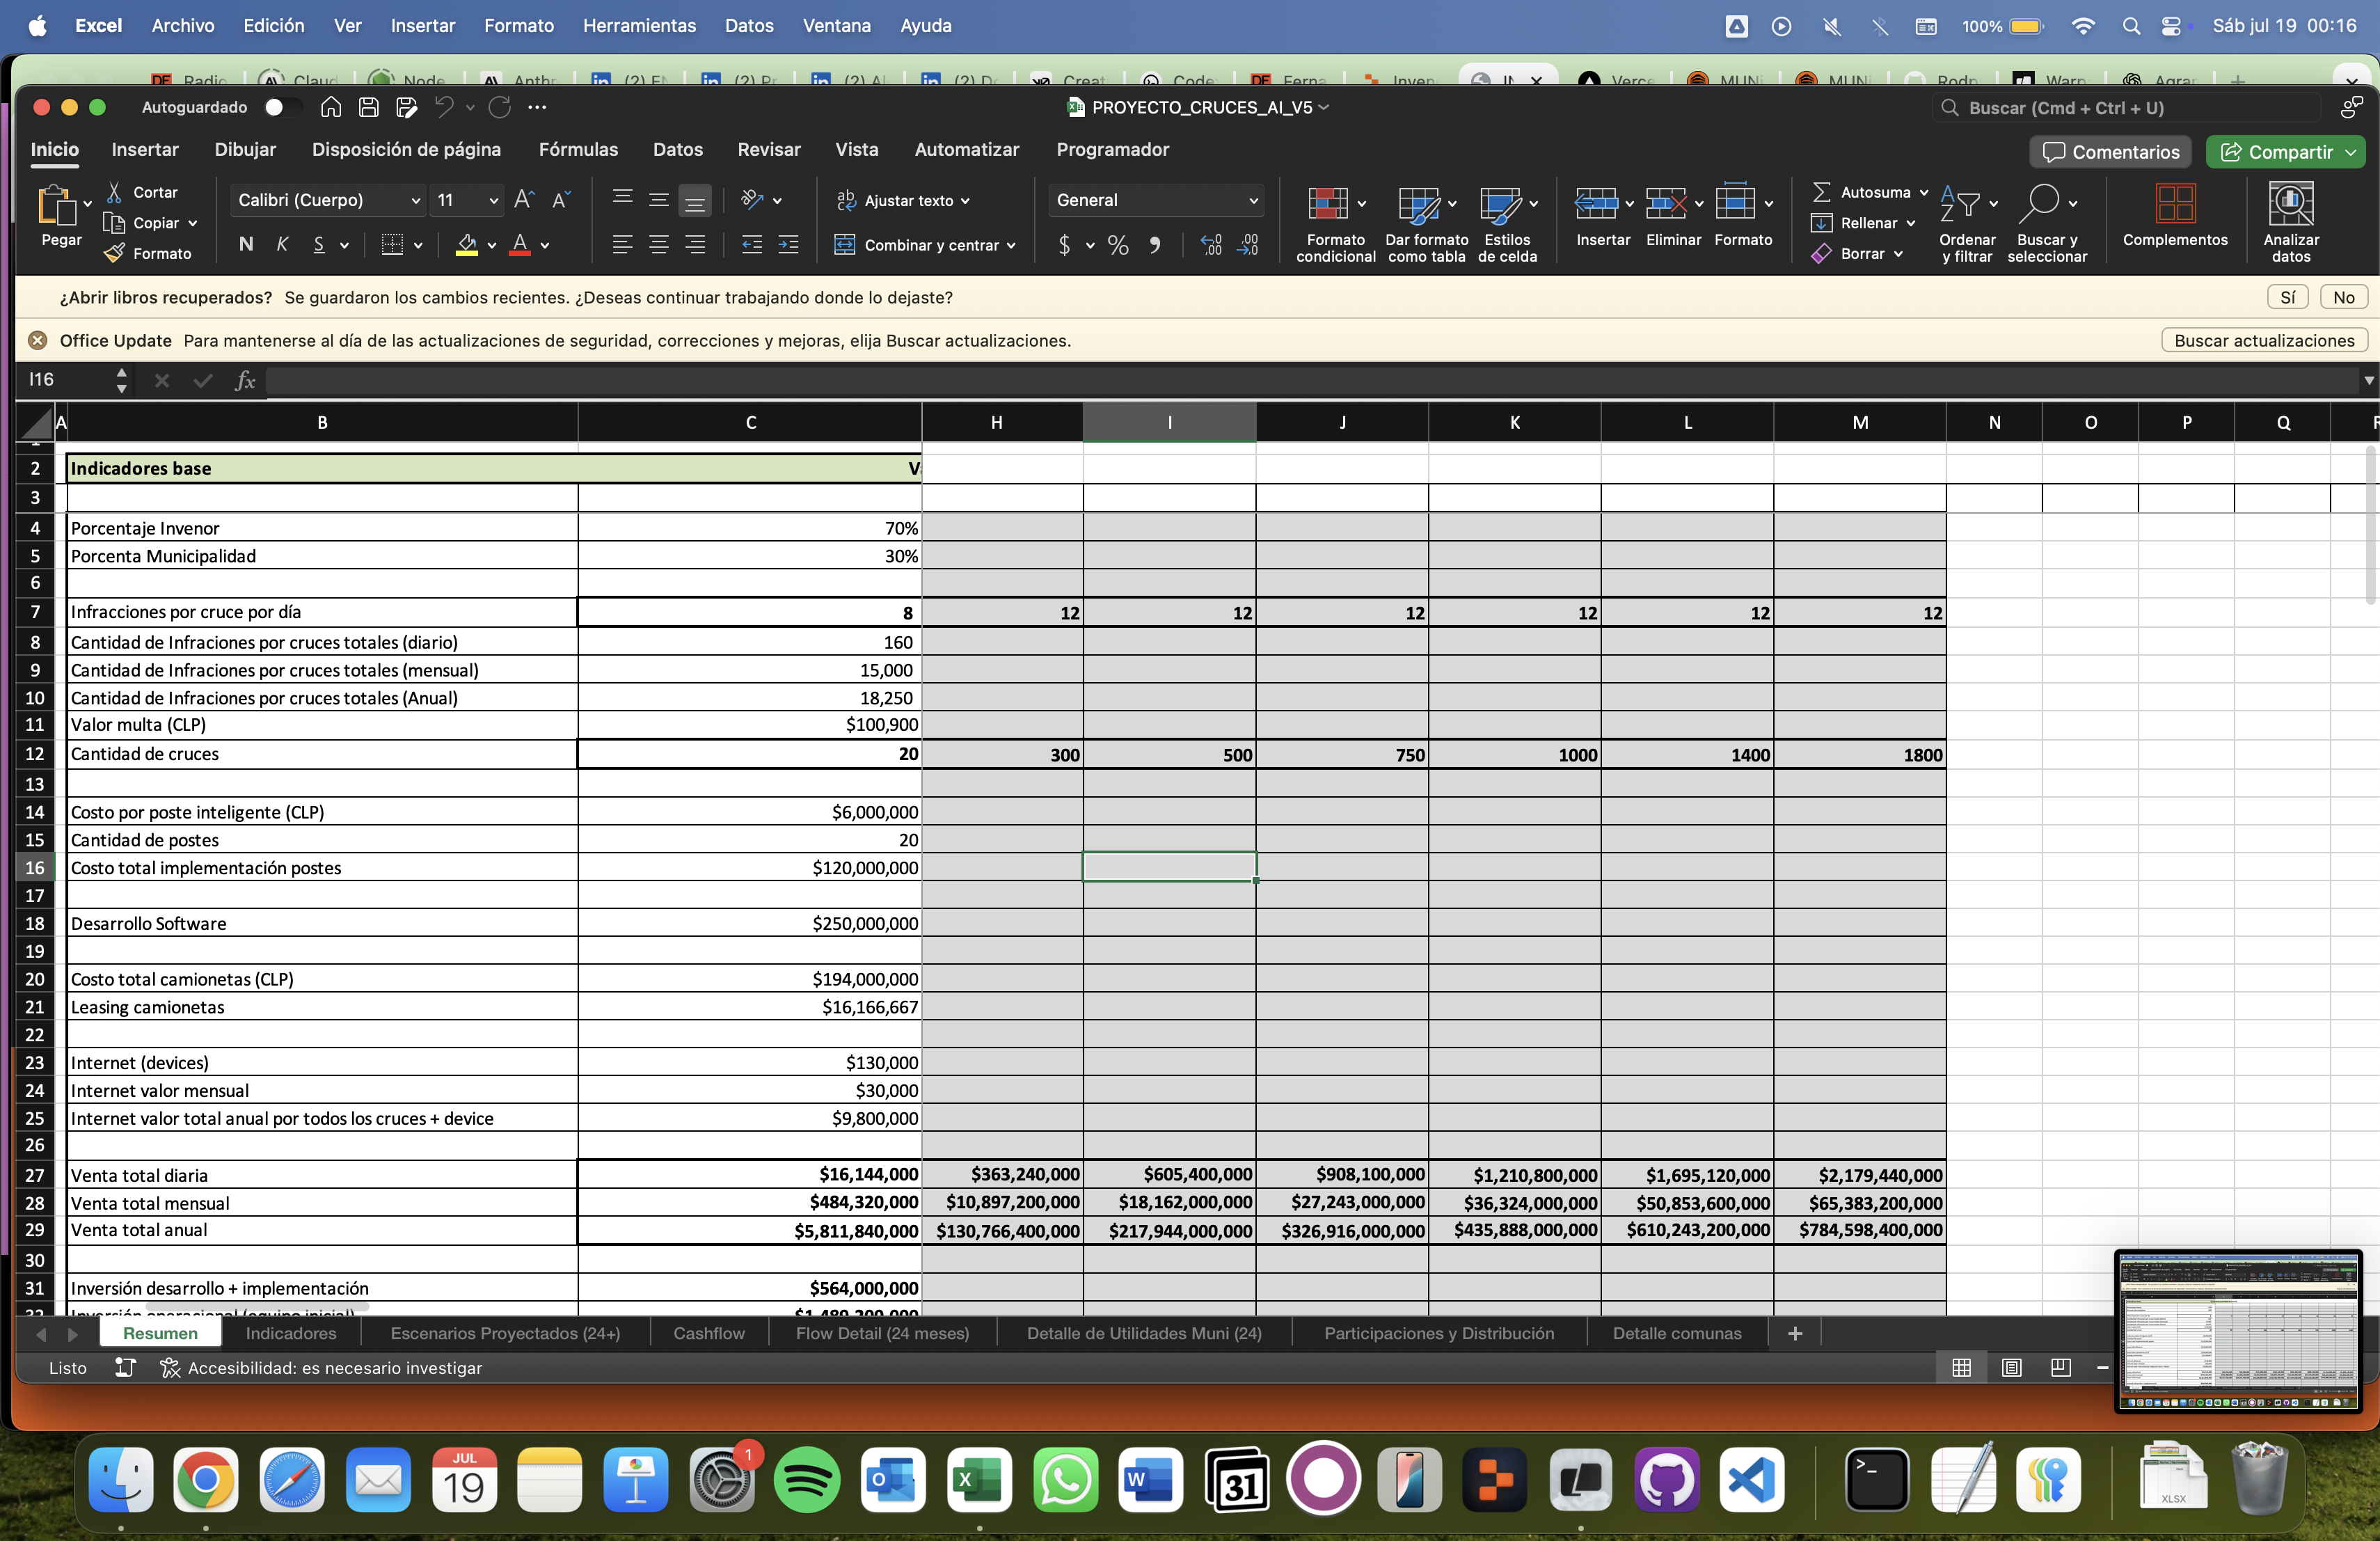 Excel Archivo Edición Ver Insertar Formato Herramientas Datos Ventana Ayuda 100% Sáb jul 19 00:16
Autoguardado PROYECTO_CRUCES_AI_V5 Buscar (Cmd + Ctrl + U)
Inicio Insertar Dibujar Disposición de página Fórmulas Datos Revisar Vista Automatizar Programador Comentarios Compartir
Pegar Cortar Copiar Formato Calibri (Cuerpo) 11 N K S Ajustar texto Combinar y centrar General $ % Formato condicional Dar formato como tabla Estilos de celda Insertar Eliminar Formato Autosuma Rellenar Borrar Ordenar y filtrar Buscar y seleccionar Complementos Analizar datos
¿Abrir libros recuperados? Se guardaron los cambios recientes. ¿Deseas continuar trabajando donde lo dejaste? Sí No
Office Update Para mantenerse al día de las actualizaciones de seguridad, correcciones y mejoras, elija Buscar actualizaciones. Buscar actualizaciones
I16 fx
A B C H I J K L M N O P Q
2 Indicadores base
3
4 Porcentaje Invenor 70%
5 Porcenta Municipalidad 30%
6
7 Infracciones por cruce por día 8 12 12 12 12 12 12
8 Cantidad de Infraciones por cruces totales (diario) 160
9 Cantidad de Infraciones por cruces totales (mensual) 15,000
10 Cantidad de Infraciones por cruces totales (Anual) 18,250
11 Valor multa (CLP) $100,900
12 Cantidad de cruces 20 300 500 750 1000 1400 1800
13
14 Costo por poste inteligente (CLP) $6,000,000
15 Cantidad de postes 20
16 Costo total implementación postes $120,000,000
17
18 Desarrollo Software $250,000,000
19
20 Costo total camionetas (CLP) $194,000,000
21 Leasing camionetas $16,166,667
22
23 Internet (devices) $130,000
24 Internet valor mensual $30,000
25 Internet valor total anual por todos los cruces + device $9,800,000
26
27 Venta total diaria $16,144,000 $363,240,000 $605,400,000 $908,100,000 $1,210,800,000 $1,695,120,000 $2,179,440,000
28 Venta total mensual $484,320,000 $10,897,200,000 $18,162,000,000 $27,243,000,000 $36,324,000,000 $50,853,600,000 $65,383,200,000
29 Venta total anual $5,811,840,000 $130,766,400,000 $217,944,000,000 $326,916,000,000 $435,888,000,000 $610,243,200,000 $784,598,400,000
30
31 Inversión desarrollo + implementación $564,000,000
Resumen Indicadores Escenarios Proyectados (24+) Cashflow Flow Detail (24 meses) Detalle de Utilidades Muni (24) Participaciones y Distribución Detalle comunas
Listo Accesibilidad: es necesario investigar
JUL 19 1 31 XLSX